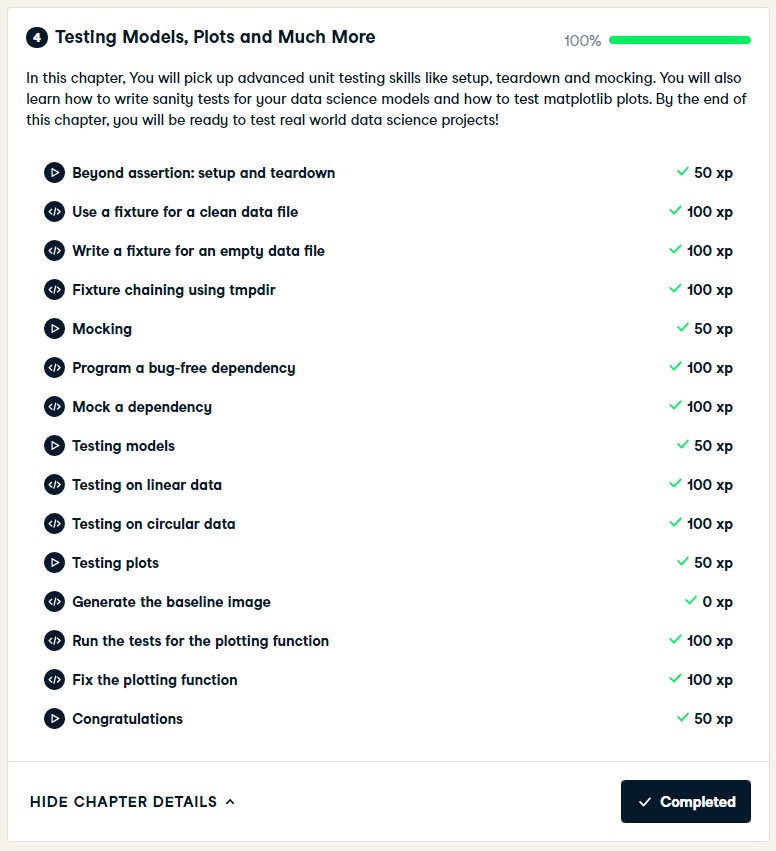 4 Testing Models, Plots and Much More 100%
In this chapter, You will pick up advanced unit testing skills like setup, teardown and mocking. You will also
learn how to write sanity tests for your data science models and how to test matplotlib plots. By the end of
this chapter, you will be ready to test real world data science projects!
Beyond assertion: setup and teardown 50 xp
Use a fixture for a clean data file 100 xp
Write a fixture for an empty data file 100 xp
Fixture chaining using tmpdir 100 xp
Mocking 50 xp
Program a bug-free dependency 100 xp
Mock a dependency 100 xp
Testing models 50 xp
Testing on linear data 100 xp
Testing on circular data 100 xp
Testing plots 50 xp
Generate the baseline image 0 xp
Run the tests for the plotting function 100 xp
Fix the plotting function 100 xp
Congratulations 50 xp
HIDE CHAPTER DETAILS Completed